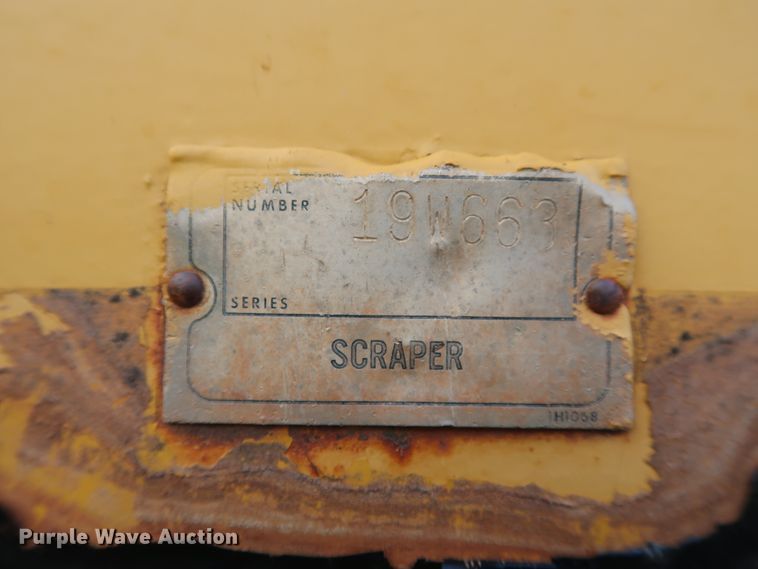 SERIAL
NUMBER
19W663
SERIES
SCRAPER
1H1058
Purple Wave Auction